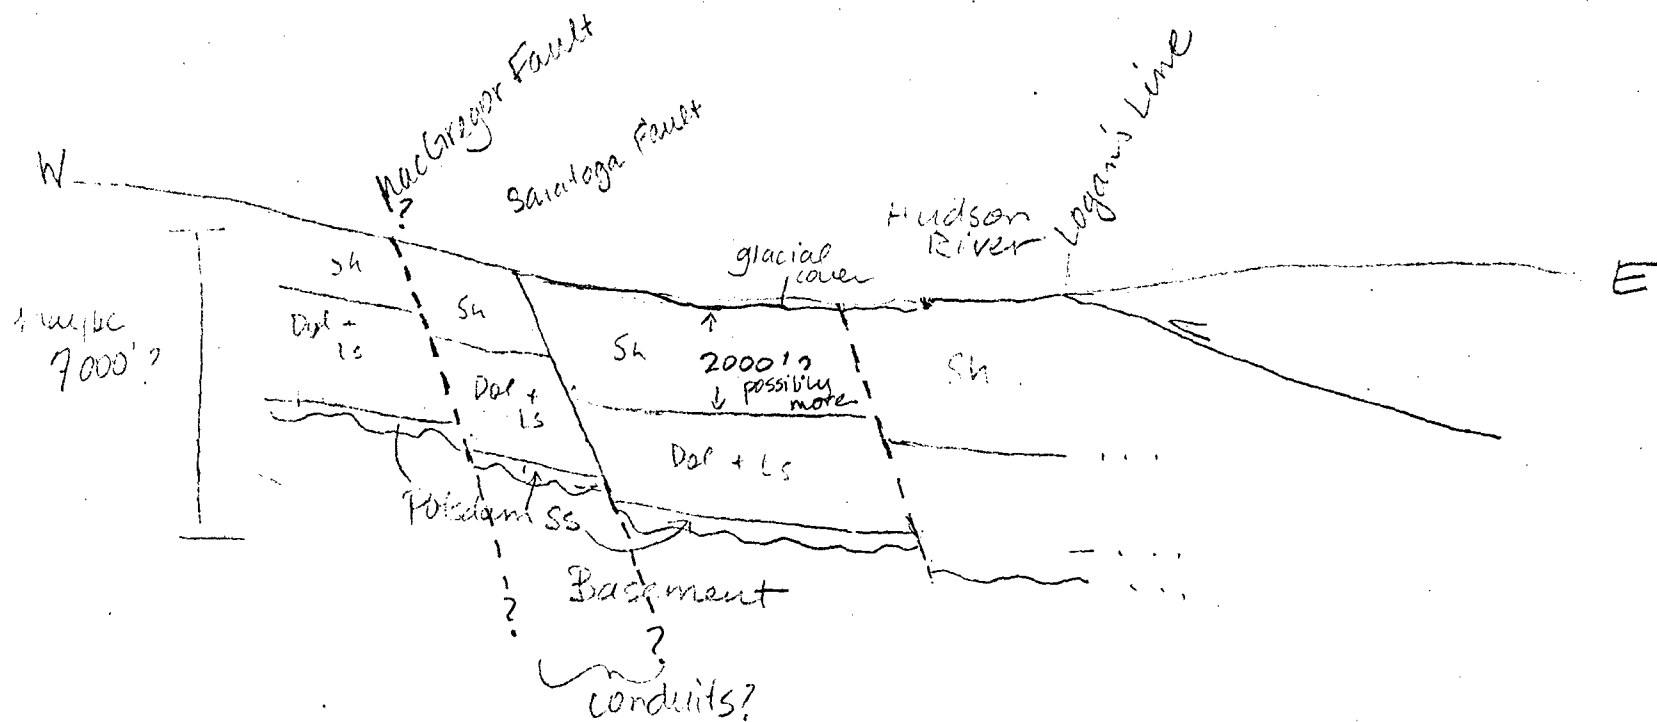 MacGregor Fault
?
Saratoga Fault
Logan's Line
W
Hudson
River
glacial
cover
E
Sh
Sh
Sh
Sh
maybe
7000'?
Dol +
Ls
Dol +
Ls
2000'?
possibly
more
Dol + Ls
Potsdam SS
Basement
?
?
conduits?